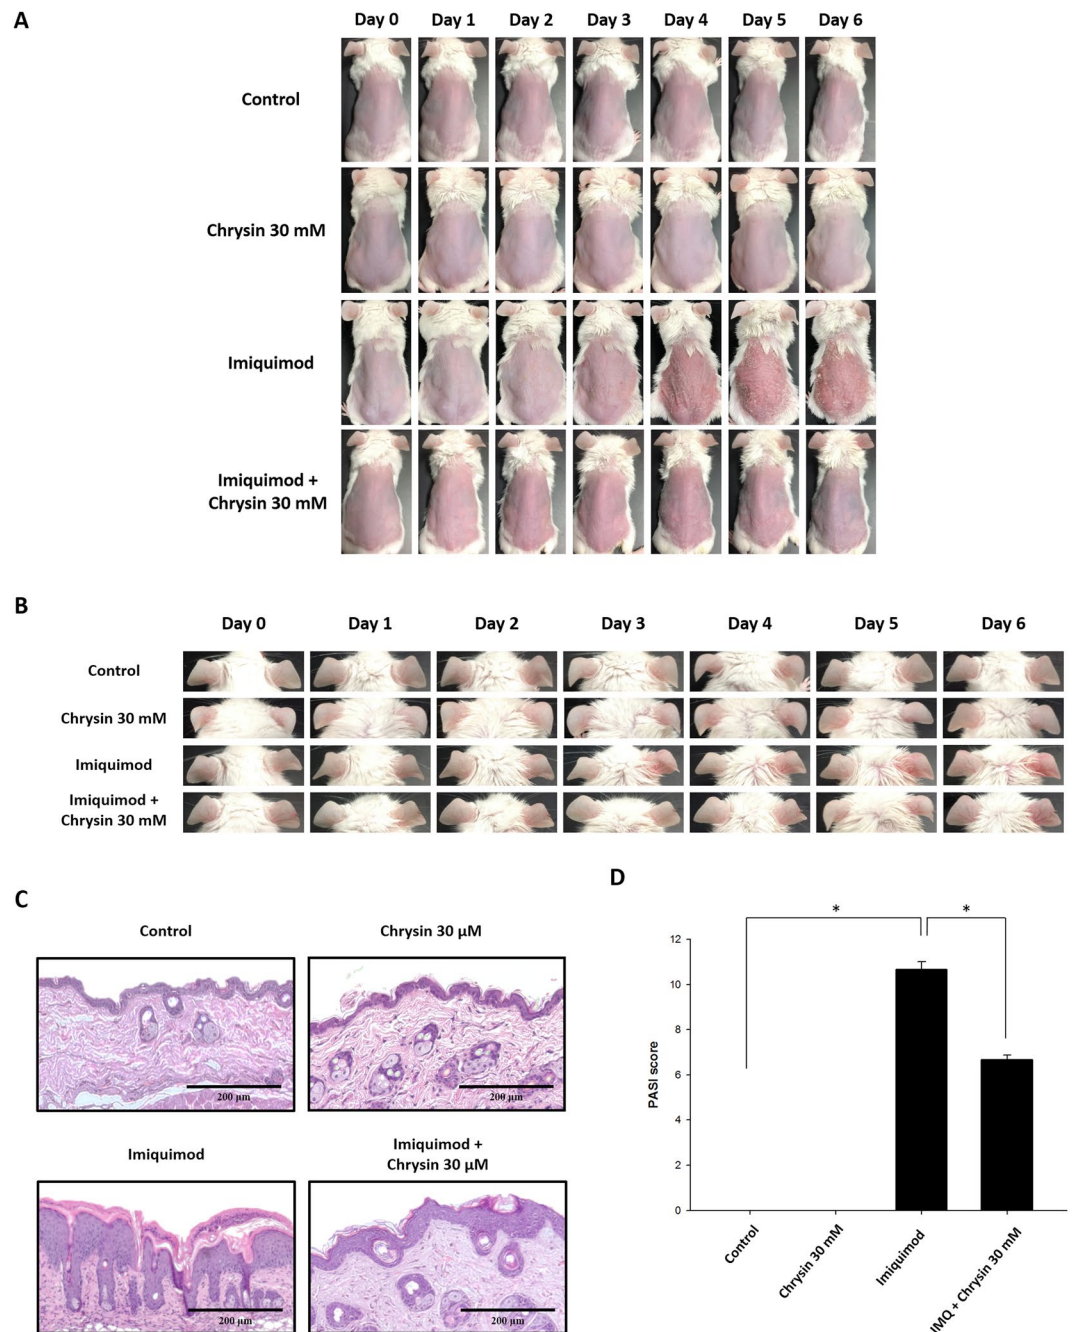 A
Day 0 Day 1 Day 2 Day 3 Day 4 Day 5 Day 6
Control
Chrysin 30 mM
Imiquimod
Imiquimod +
Chrysin 30 mM
B
Day 0 Day 1 Day 2 Day 3 Day 4 Day 5 Day 6
Control
Chrysin 30 mM
Imiquimod
Imiquimod +
Chrysin 30 mM
C
Control
Chrysin 30 µM
200 µm
200 µm
Imiquimod
Imiquimod +
Chrysin 30 µM
200 µm
200 µm
D
* *
12
10
8
6
4
2
0
PASI score
Control
Chrysin 30 mM
Imiquimod
IMQ + Chrysin 30 mM